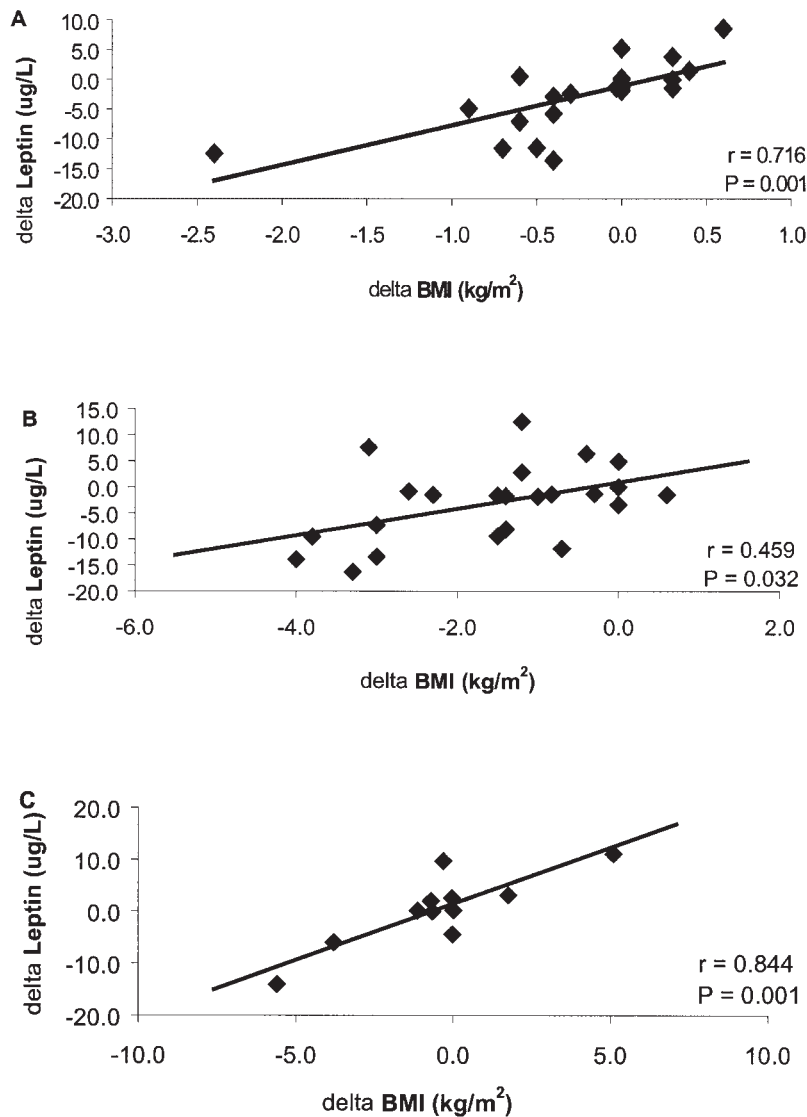 A
delta Leptin (ug/L)
10.0
5.0
0.0
-5.0
-10.0
-15.0
-20.0
r = 0.716
P = 0.001
-3.0 -2.5 -2.0 -1.5 -1.0 -0.5 0.0 0.5 1.0
delta BMI (kg/m²)
B
delta Leptin (ug/L)
15.0
10.0
5.0
0.0
-5.0
-10.0
-15.0
-20.0
r = 0.459
P = 0.032
-6.0 -4.0 -2.0 0.0 2.0
delta BMI (kg/m²)
C
delta Leptin (ug/L)
20.0
10.0
0.0
-10.0
-20.0
r = 0.844
P = 0.001
-10.0 -5.0 0.0 5.0 10.0
delta BMI (kg/m²)